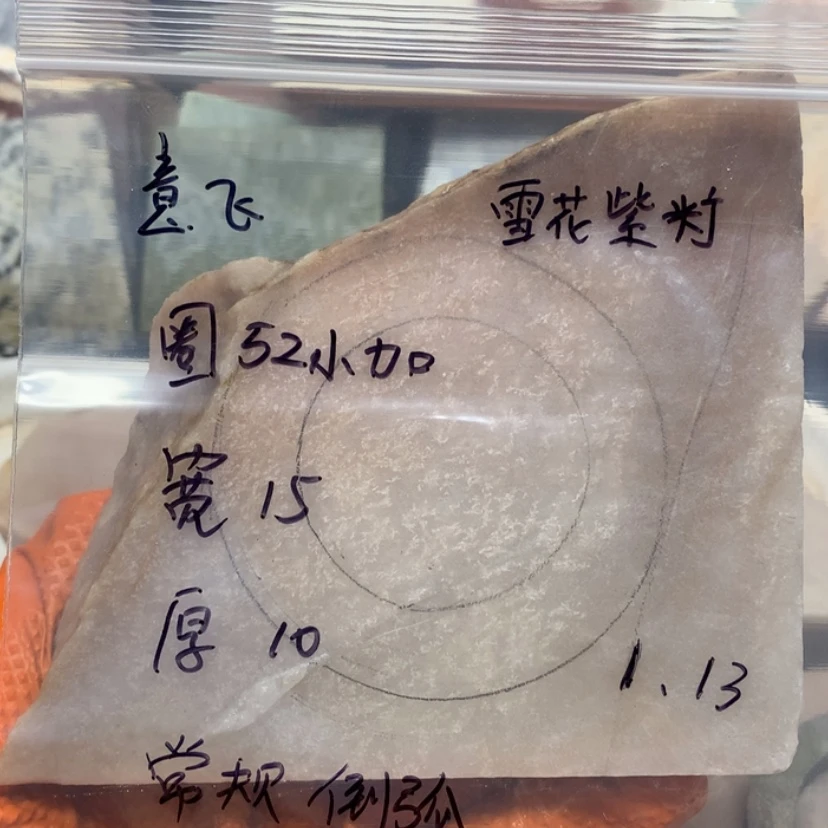 意飞
雪花紫灯
圈 52小加
宽 15
厚 10
1、13
常规 倒弧